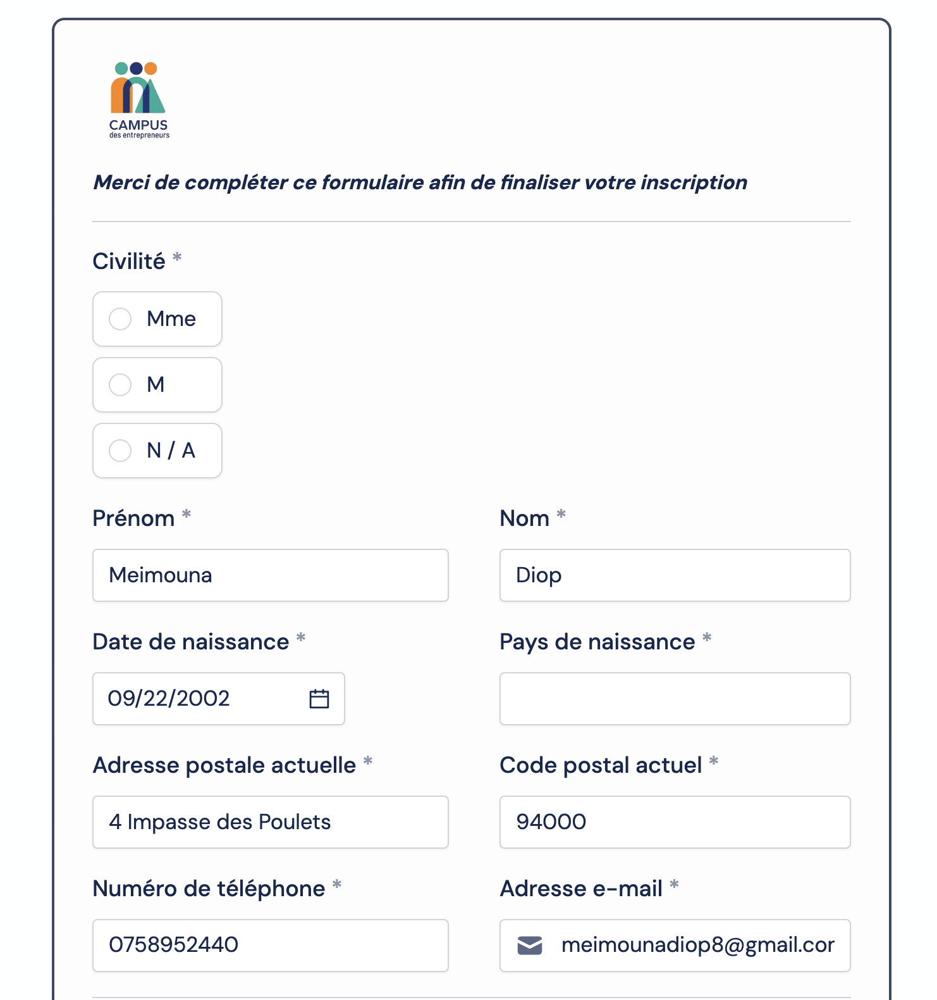 CAMPUS
des entrepreneurs
Merci de compléter ce formulaire afin de finaliser votre inscription
Civilité *
Mme
M
N / A
Prénom * Nom *
Meimouna Diop
Date de naissance * Pays de naissance *
09/22/2002
Adresse postale actuelle * Code postal actuel *
4 Impasse des Poulets 94000
Numéro de téléphone * Adresse e-mail *
0758952440 meimounadiop8@gmail.cor